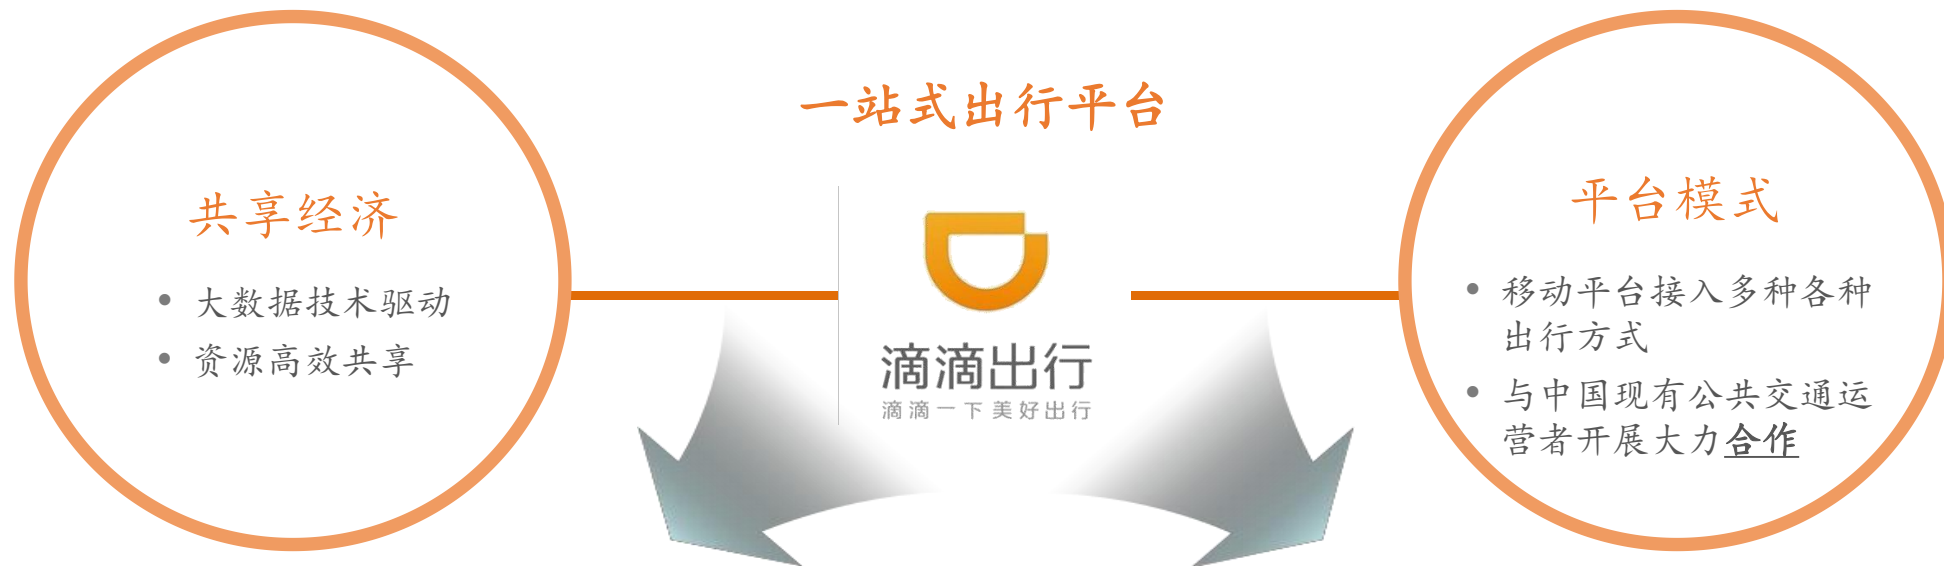 一站式出行平台
共享经济
• 大数据技术驱动
• 资源高效共享
滴滴出行
滴滴一下 美好出行
平台模式
• 移动平台接入多种各种
出行方式
• 与中国现有公共交通运
营者开展大力合作